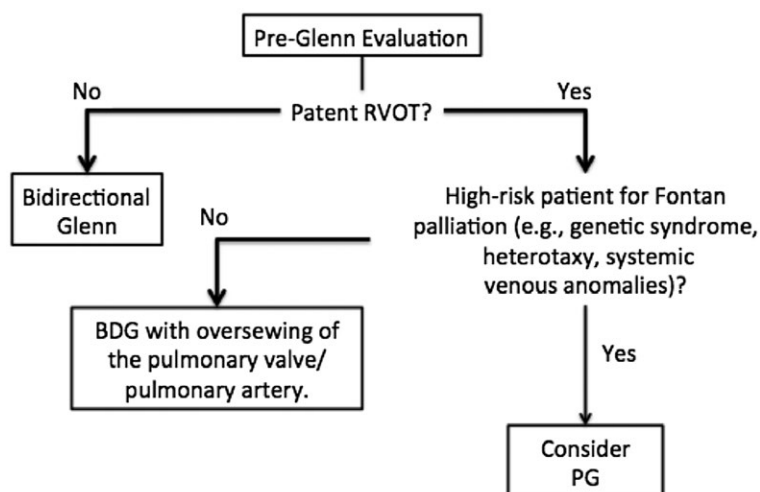 Pre-Glenn Evaluation
No
Yes
Patent RVOT?
Bidirectional
Glenn
High-risk patient for Fontan
palliation (e.g., genetic syndrome,
heterotaxy, systemic
venous anomalies)?
No
BDG with oversewing of
the pulmonary valve/
pulmonary artery.
Yes
Consider
PG